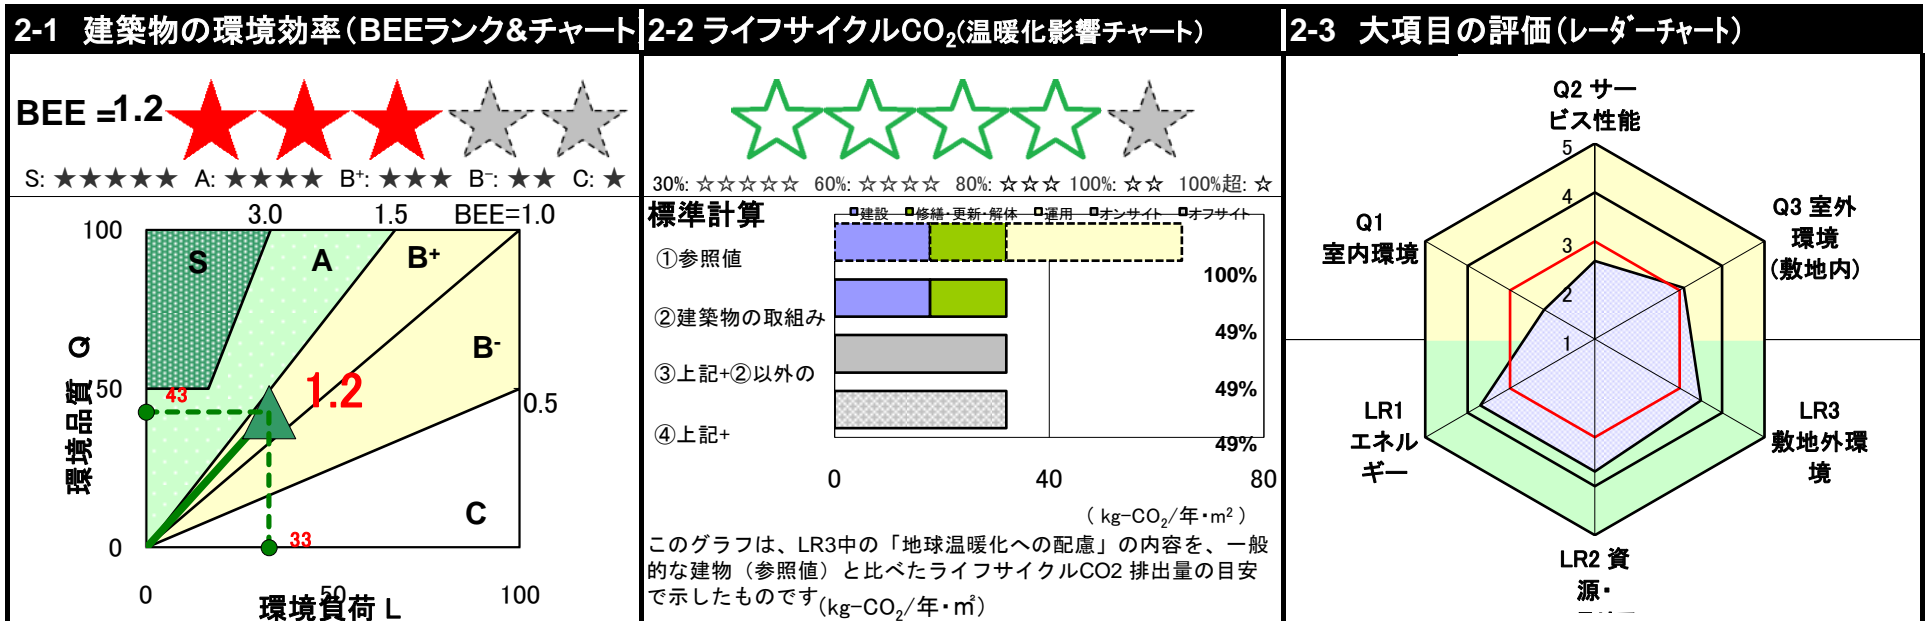 2-1 建築物の環境効率(BEEランク&チャート
2-2 ライフサイクルCO₂(温暖化影響チャート)
2-3 大項目の評価(レーダーチャート)
BEE =1.2
S: ★★★★★ A: ★★★★ B⁺: ★★★ B⁻: ★★ C: ★
3.0 1.5 BEE=1.0
100
S
A
B⁺
B⁻
50
43
1.2
0.5
C
33
0
0 50 100
環境品質 Q
環境負荷 L
30%: ☆☆☆☆☆ 60%: ☆☆☆☆ 80%: ☆☆☆ 100%: ☆☆ 100%超: ☆
標準計算
建設 修繕・更新・解体 運用 オンサイト オフサイト
①参照値
100%
②建築物の取組み
49%
③上記+②以外の
49%
④上記+
49%
0 40 80
( kg-CO₂/年・m² )
このグラフは、LR3中の「地球温暖化への配慮」の内容を、一般
的な建物(参照値)と比べたライフサイクルCO2 排出量の目安
で示したものです
(kg-CO₂/年・㎡)
Q2 サー
ビス性能
5
4
3
2
1
Q1
室内環境
Q3 室外
環境
(敷地内)
LR1
エネル
ギー
LR3
敷地外環
境
LR2 資
源・